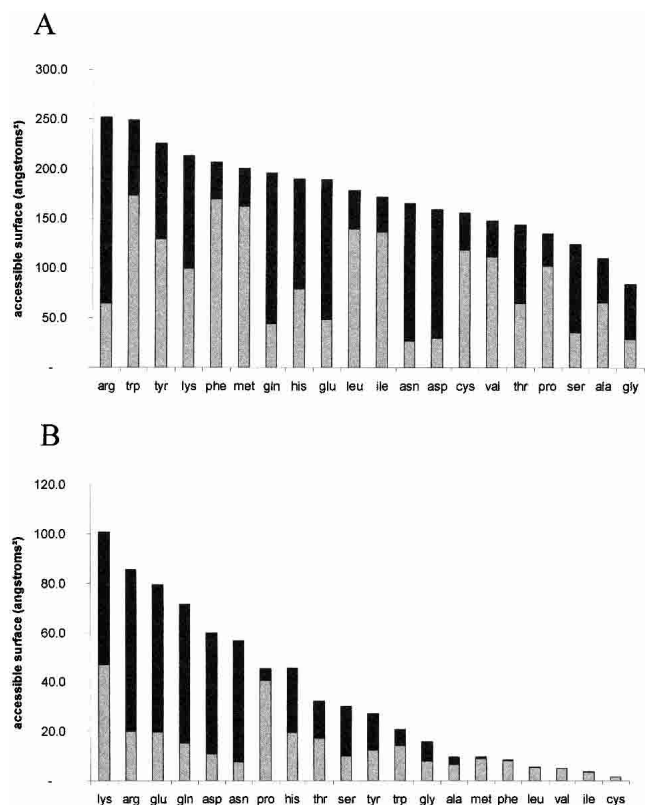 A
300.0
250.0
200.0
150.0
100.0
50.0
-
accessible surface (angstroms²)
arg trp tyr lys phe met gln his glu leu ile asn asp cys val thr pro ser ala gly
B
120.0
100.0
80.0
60.0
40.0
20.0
-
accessible surface (angstroms²)
lys arg glu gln asp asn pro his thr ser tyr trp gly ala met phe leu val ile cys